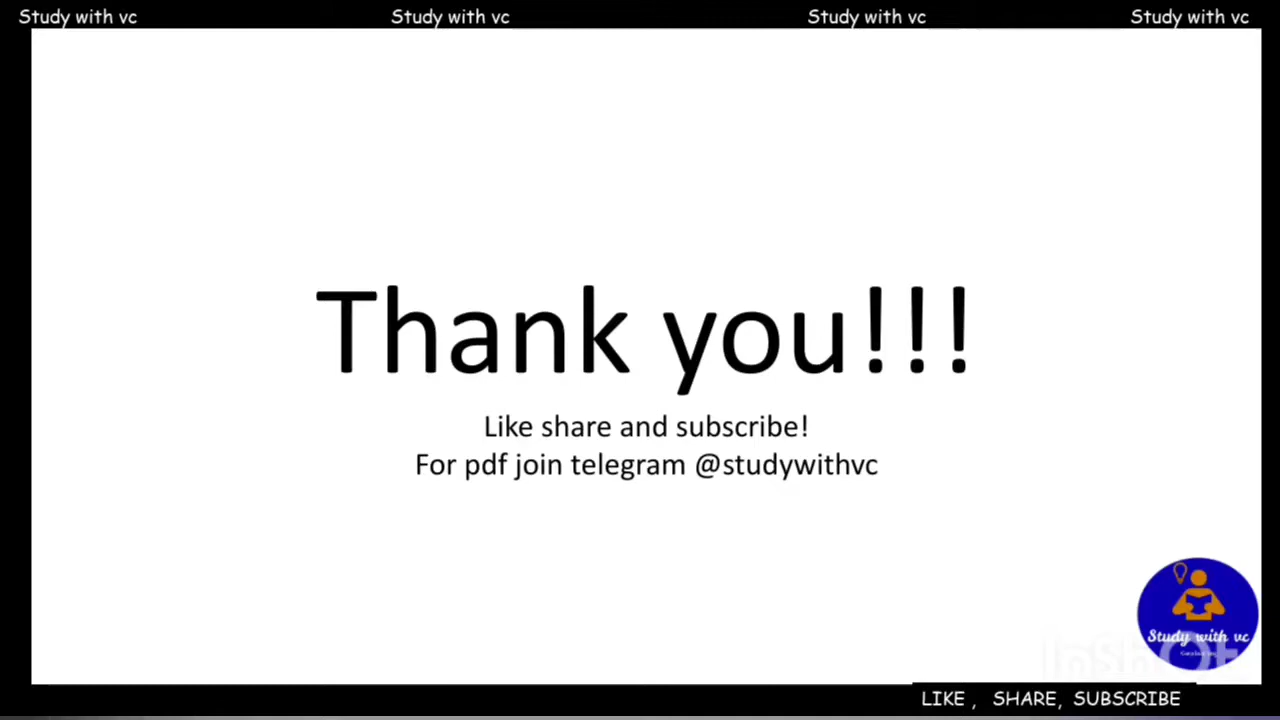 Study with vc Study with vc Study with vc Study with vc
Thank you!!!
Like share and subscribe!
For pdf join telegram @studywithvc
Study with vc
InShOt
LIKE , SHARE, SUBSCRIBE